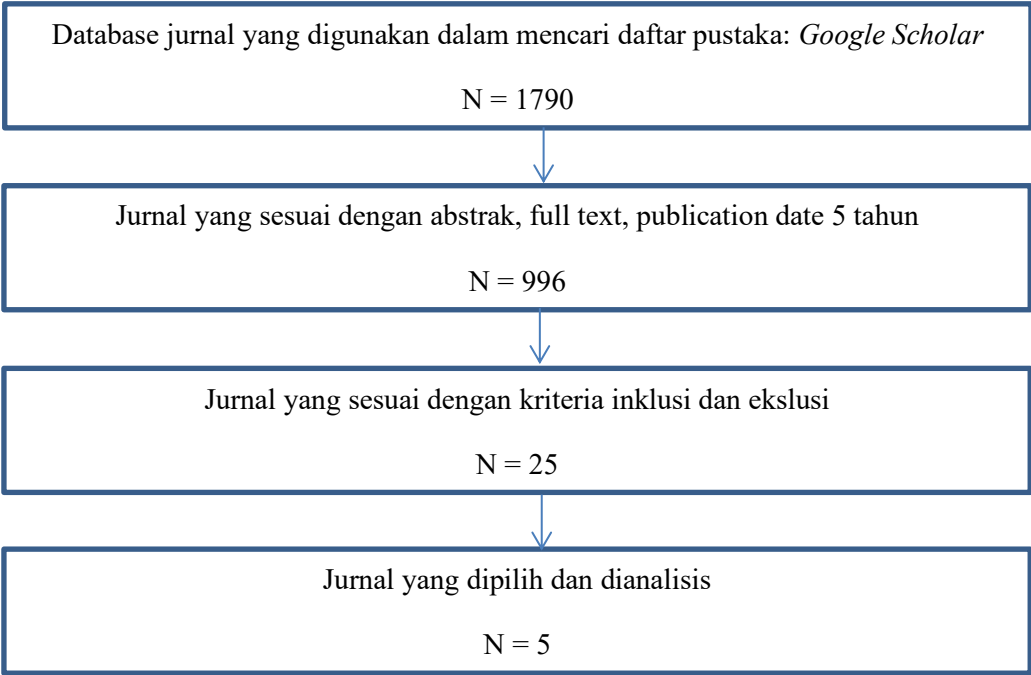 Database jurnal yang digunakan dalam mencari daftar pustaka: Google Scholar
N = 1790
Jurnal yang sesuai dengan abstrak, full text, publication date 5 tahun
N = 996
Jurnal yang sesuai dengan kriteria inklusi dan ekslusi
N = 25
Jurnal yang dipilih dan dianalisis
N = 5